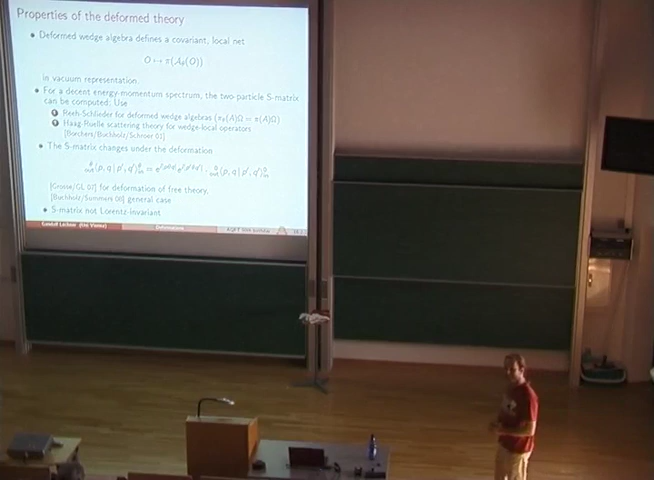 Properties of the deformed theory
Deformed wedge algebra defines a covariant, local net
O ↦ π(A_θ(O))
in vacuum representation
For a decent energy-momentum spectrum, the two-particle S-matrix
can be computed: Use
1 Reeh-Schlieder for deformed wedge algebras (π_θ(A)Ω = π(A)Ω)
2 Haag-Ruelle scattering theory for wedge-local operators
[Borchers/Buchholz/Schroer 01]
The S-matrix changes under the deformation
[Grosse/GL 07] for deformation of free theory,
[Buchholz/Summers 08] general case
S-matrix not Lorentz-invariant